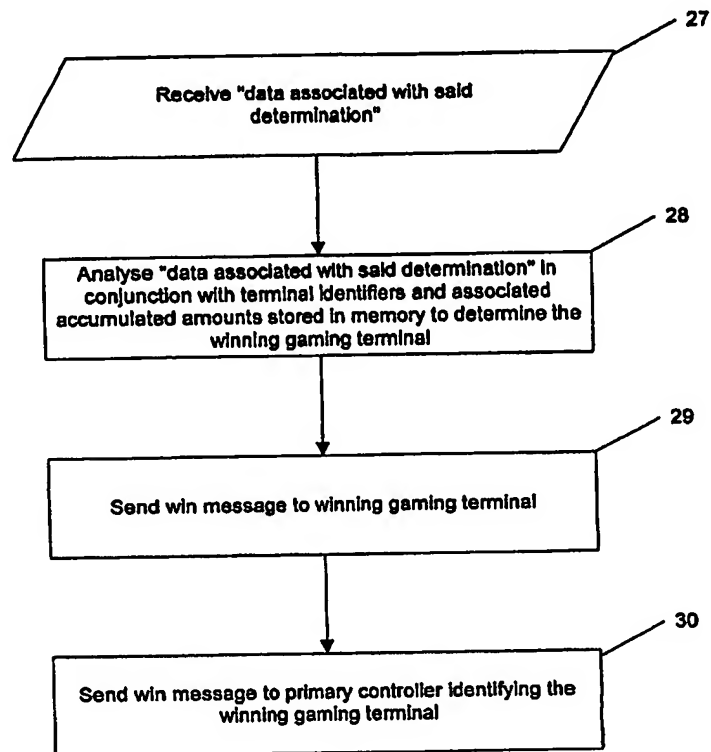 27
Receive "data associated with said
determination"
28
Analyse "data associated with said determination" in
conjunction with terminal identifiers and associated
accumulated amounts stored in memory to determine the
winning gaming terminal
29
Send win message to winning gaming terminal
30
Send win message to primary controller identifying the
winning gaming terminal